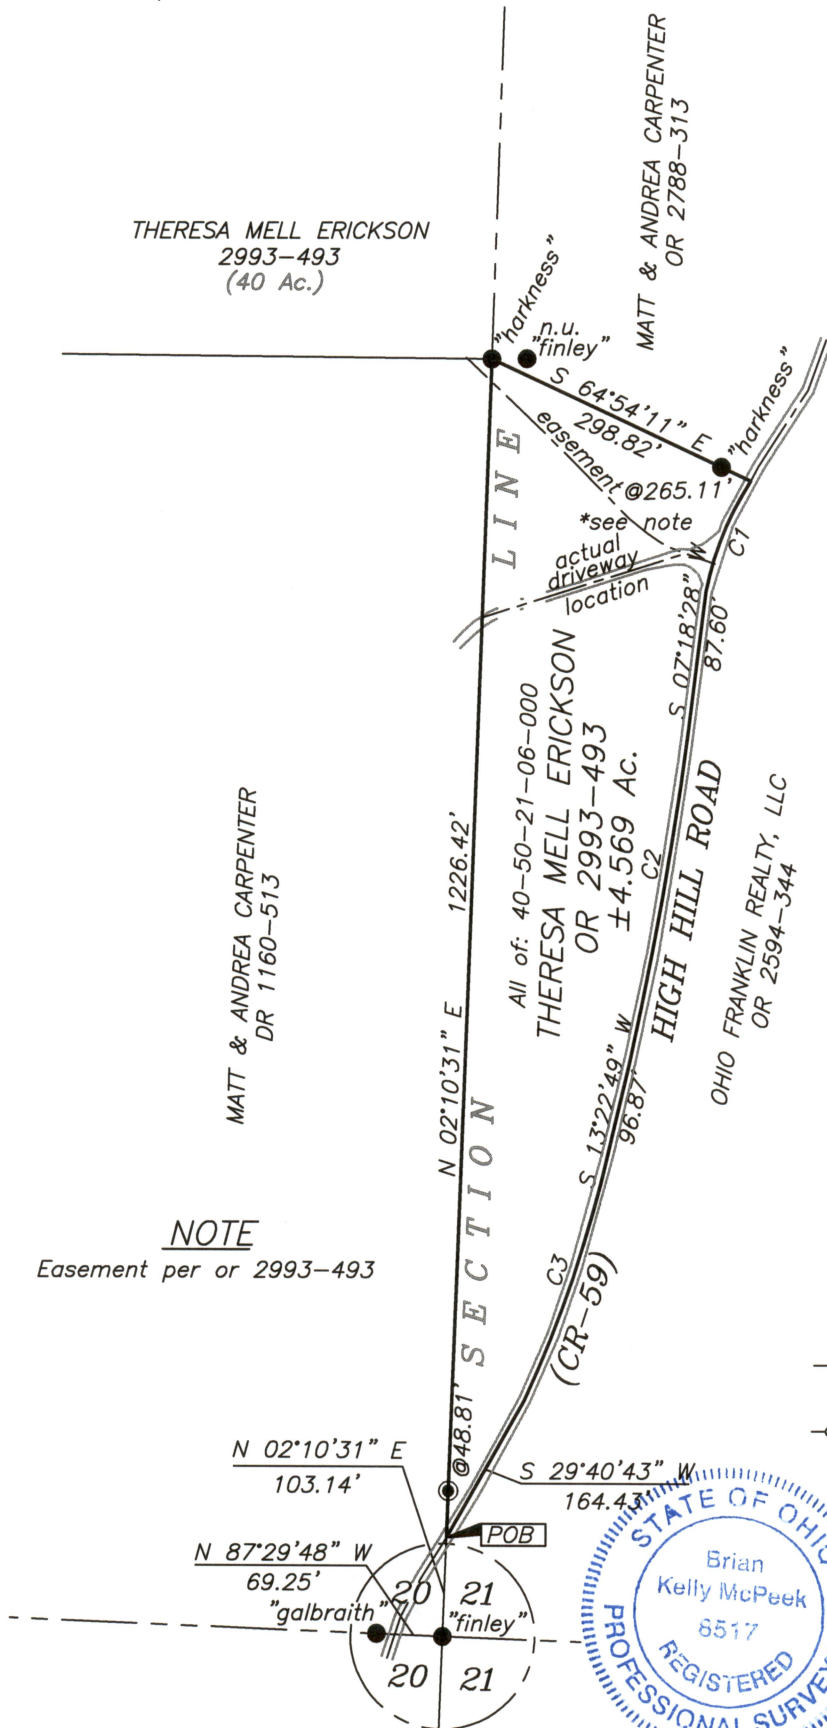 MATT & ANDREA CARPENTER
OR 2788-313
THERESA MELL ERICKSON
2993-493
(40 Ac.)
"harkness"
n.u.
"finley"
S 64°54'11" E
298.82'
"harkness"
easement
@265.11'
*see note
actual
driveway
location
C1
S 07°18'28" W
87.60'
SECTION LINE
N 02°10'31" E 1226.42'
All of: 40-50-21-06-000
THERESA MELL ERICKSON
OR 2993-493
±4.569 Ac.
C2
HIGH HILL ROAD
(CR-59)
OHIO FRANKLIN REALTY, LLC
OR 2594-344
MATT & ANDREA CARPENTER
DR 1160-513
S 13°22'49" W
96.87'
C3
NOTE
Easement per or 2993-493
@48.81'
N 02°10'31" E
103.14'
S 29°40'43" W
164.43'
POB
N 87°29'48" W
69.25'
"galbraith"
"finley"
20 21
20 21
STATE OF OHIO
Brian
Kelly McPeek
8517
REGISTERED
PROFESSIONAL